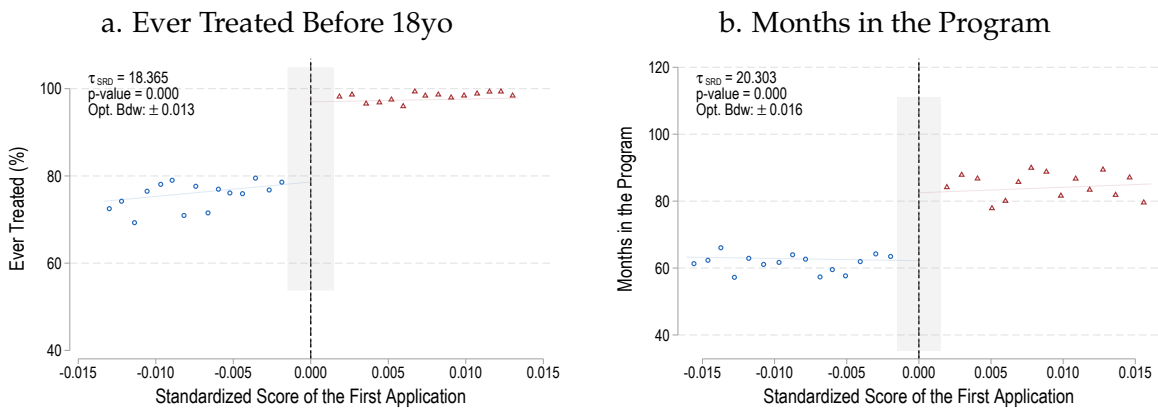 a. Ever Treated Before 18yo
τ SRD = 18.365
p-value = 0.000
Opt. Bdw: ± 0.013
Ever Treated (%)
100
80
60
40
-0.015 -0.010 -0.005 0.000 0.005 0.010 0.015
Standardized Score of the First Application
b. Months in the Program
τ SRD = 20.303
p-value = 0.000
Opt. Bdw: ± 0.016
Months in the Program
120
100
80
60
40
-0.015 -0.010 -0.005 0.000 0.005 0.010 0.015
Standardized Score of the First Application